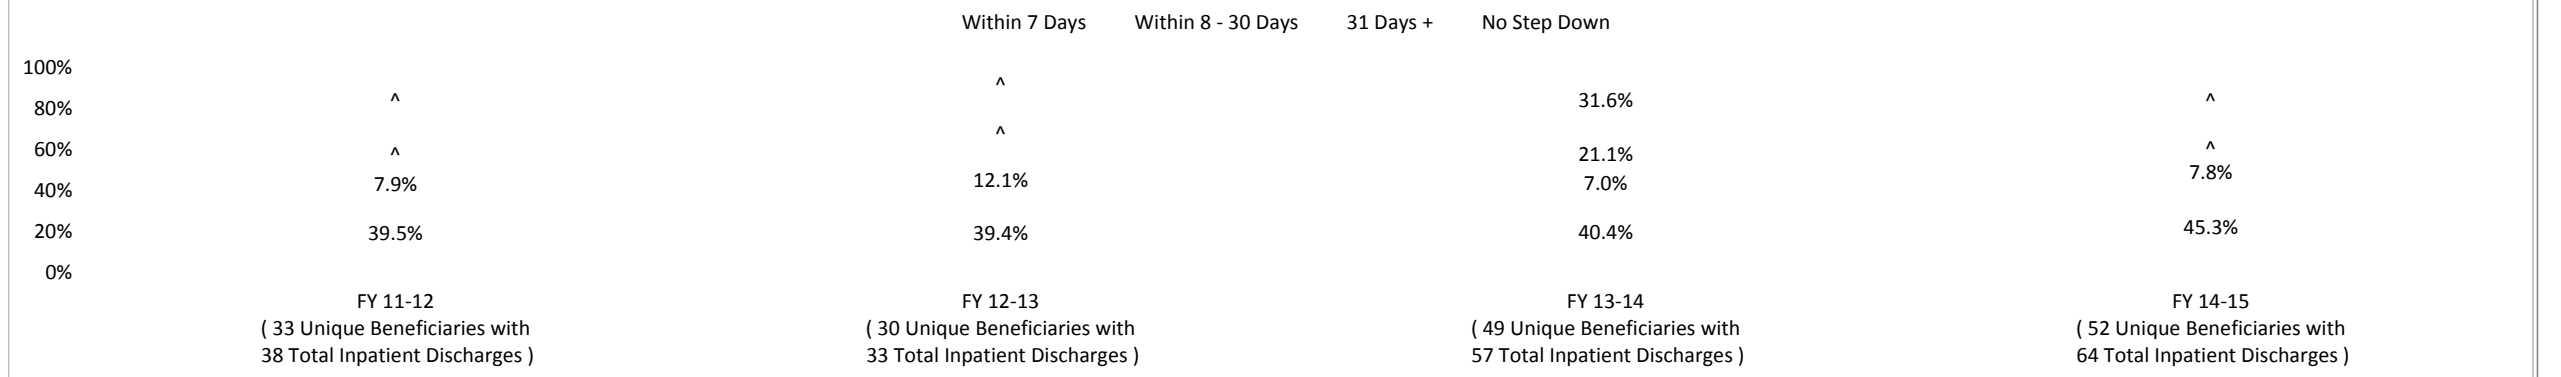 Within 7 Days Within 8 - 30 Days 31 Days + No Step Down
100%
80%
60%
40%
20%
0%
^
^
7.9%
39.5%
^
^
12.1%
39.4%
31.6%
21.1%
7.0%
40.4%
^
^
7.8%
45.3%
FY 11-12
( 33 Unique Beneficiaries with
38 Total Inpatient Discharges )
FY 12-13
( 30 Unique Beneficiaries with
33 Total Inpatient Discharges )
FY 13-14
( 49 Unique Beneficiaries with
57 Total Inpatient Discharges )
FY 14-15
( 52 Unique Beneficiaries with
64 Total Inpatient Discharges )